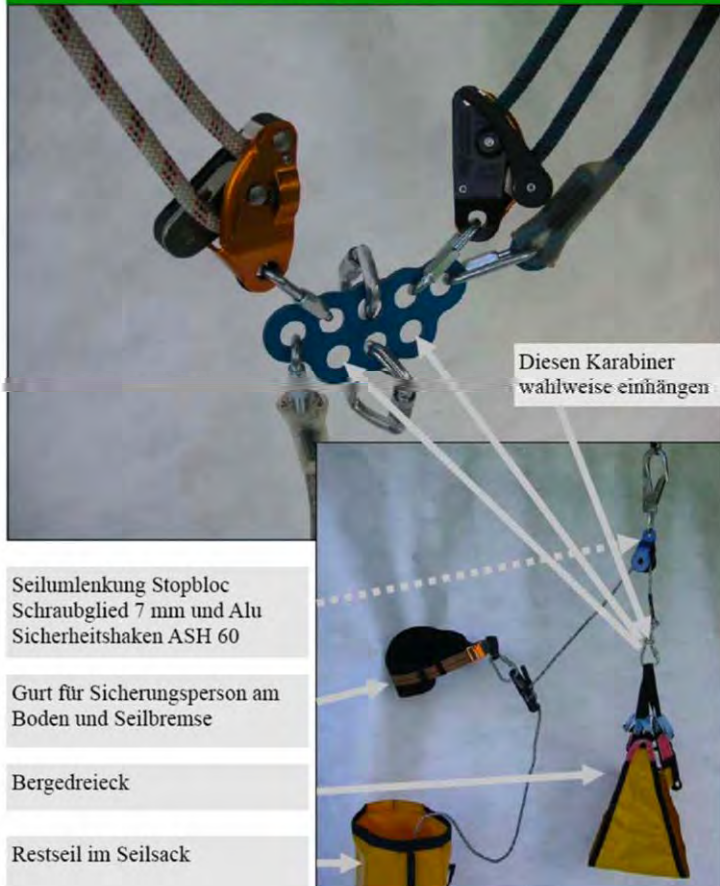 Diesen Karabiner
wahlweise einhängen
Seilumlenkung Stopbloc
Schraubglied 7 mm und Alu
Sicherheitshaken ASH 60
Gurt für Sicherungsperson am
Boden und Seilbremse
Bergedreieck
Restseil im Seilsack